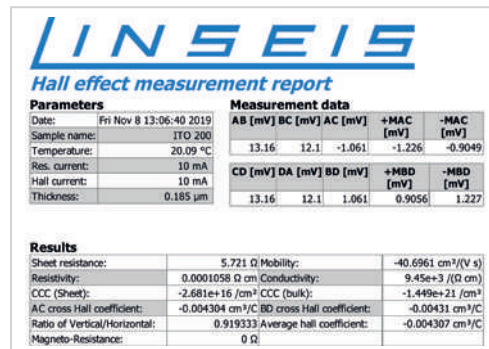 LINSEIS
Hall effect measurement report
Parameters
Date: Fri Nov 8 13:06:40 2019
Sample name: ITO 200
Temperature: 20.09 °C
Res. current: 10 mA
Hall current: 10 mA
Thickness: 0.185 µm
Measurement data
AB [mV] BC [mV] AC [mV] +MAC [mV] -MAC [mV]
13.16 12.1 -1.061 -1.226 -0.9049
CD [mV] DA [mV] BD [mV] +MBD [mV] -MBD [mV]
13.16 12.1 1.061 0.9056 1.227
Results
Sheet resistance: 5.721 Ω Mobility: -40.6961 cm²/(V s)
Resistivity: 0.0001058 Ω cm Conductivity: 9.45e+3 /(Ω cm)
CCC (Sheet): -2.681e+16 /cm² CCC (bulk): -1.449e+21 /cm³
AC cross Hall coefficient: -0.004304 cm³/C BD cross Hall coefficient: -0.00431 cm³/C
Ratio of Vertical/Horizontal: 0.919333 Average hall coefficient: -0.004307 cm³/C
Magneto-Resistance: 0 Ω